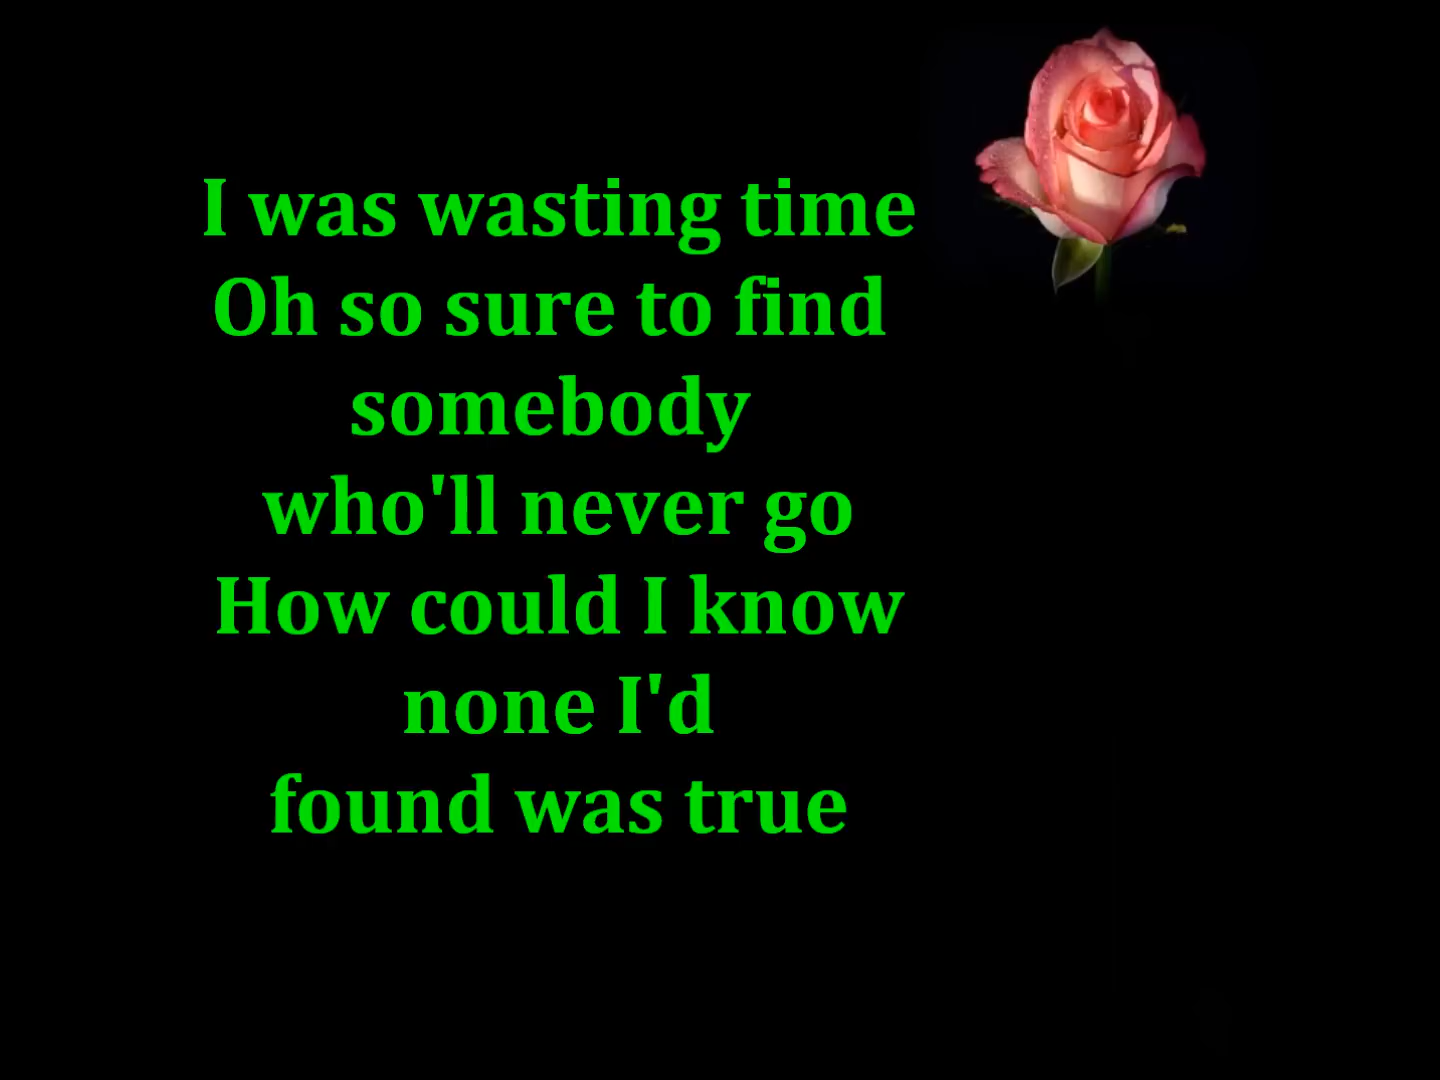 I was wasting time
Oh so sure to find
somebody
who'll never go
How could I know
none I'd
found was true